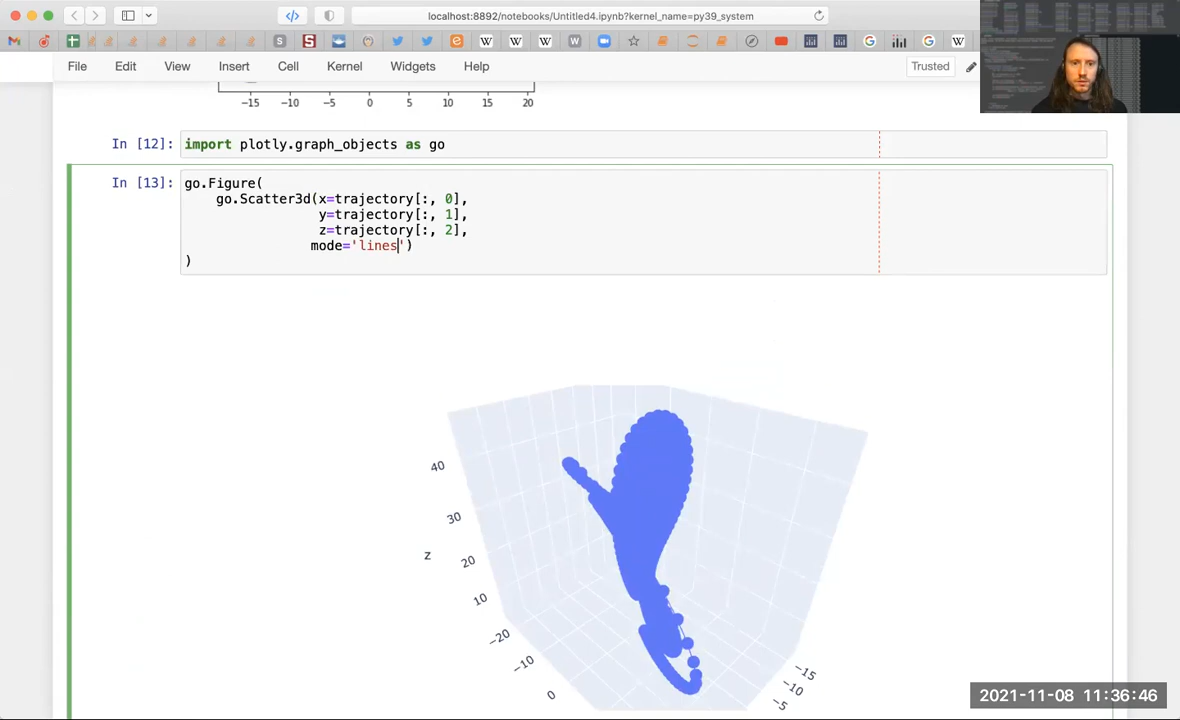 localhost:8892/notebooks/Untitled4.ipynb?kernel_name=py39_system
File Edit View Insert Cell Kernel Widgets Help Trusted
−15 −10 −5 0 5 10 15 20
In [12]: import plotly.graph_objects as go
In [13]: go.Figure(
go.Scatter3d(x=trajectory[:, 0],
y=trajectory[:, 1],
z=trajectory[:, 2],
mode='lines')
)
40
30
z
20
10
−20
−10
0
−15
−10
−5
2021-11-08 11:36:46